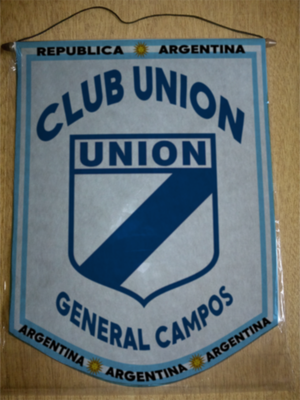 REPUBLICA ARGENTINA
CLUB UNION
UNION
GENERAL CAMPOS
ARGENTINA ARGENTINA ARGENTINA